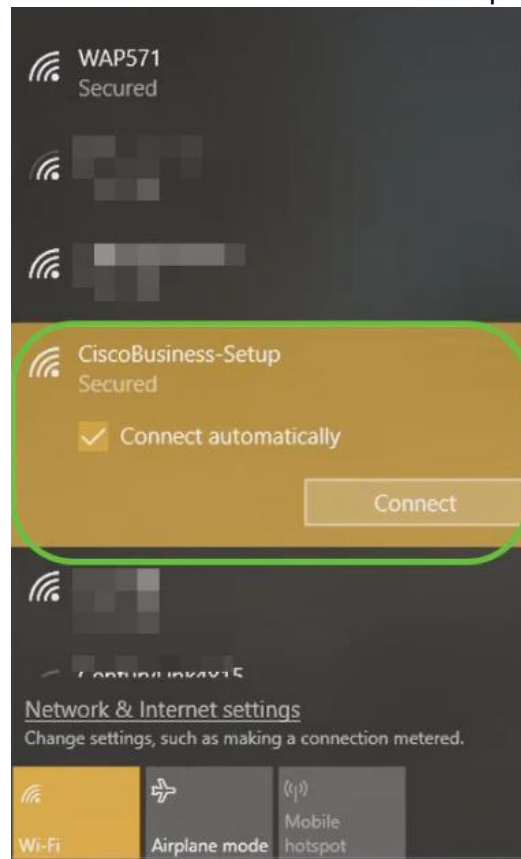 WAP571
Secured
CiscoBusiness-Setup
Secured
Connect automatically
Connect
Network & Internet settings
Change settings, such as making a connection metered.
Wi-Fi
Airplane mode
Mobile
hotspot